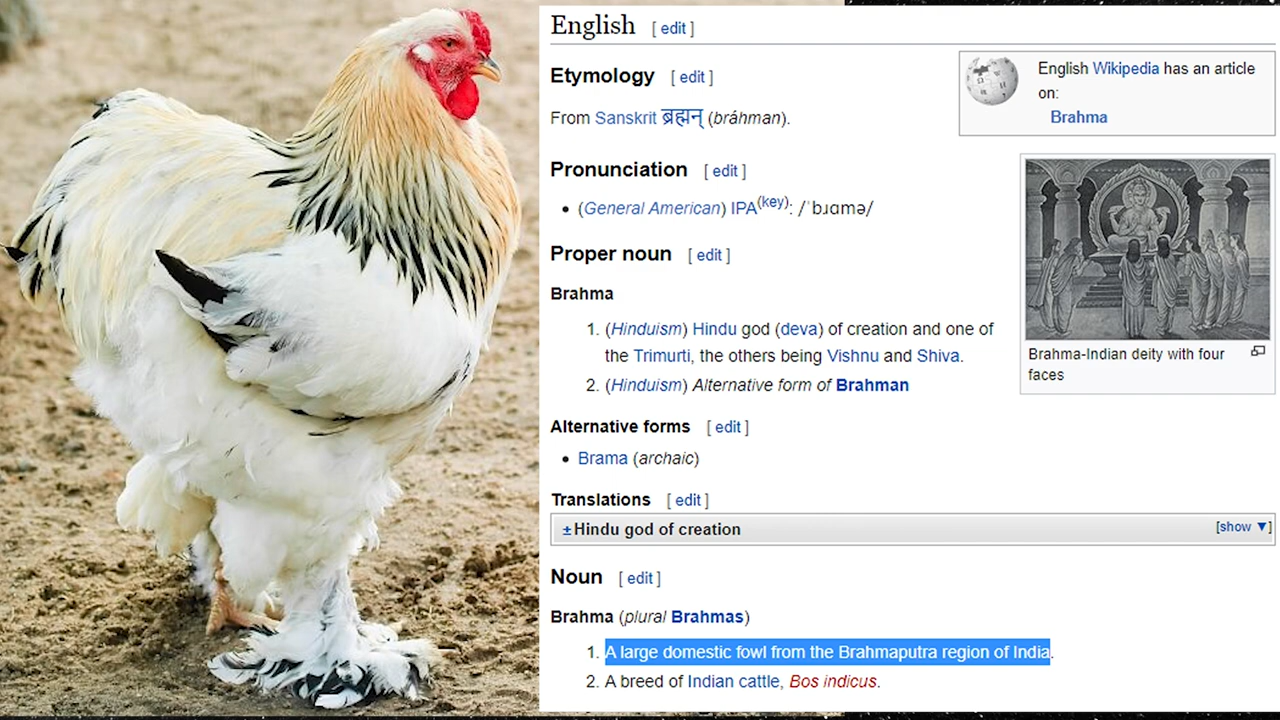 English [ edit ]
Etymology [ edit ]
From Sanskrit ब्रह्मन् (bráhman).
English Wikipedia has an article
on:
Brahma
Pronunciation [ edit ]
• (General American) IPA(key): /ˈbɹɑmə/
Proper noun [ edit ]
Brahma
1. (Hinduism) Hindu god (deva) of creation and one of
the Trimurti, the others being Vishnu and Shiva.
2. (Hinduism) Alternative form of Brahman
Brahma-Indian deity with four
faces
Alternative forms [ edit ]
• Brama (archaic)
Translations [ edit ]
±Hindu god of creation [show ▼]
Noun [ edit ]
Brahma (plural Brahmas)
1. A large domestic fowl from the Brahmaputra region of India.
2. A breed of Indian cattle, Bos indicus.